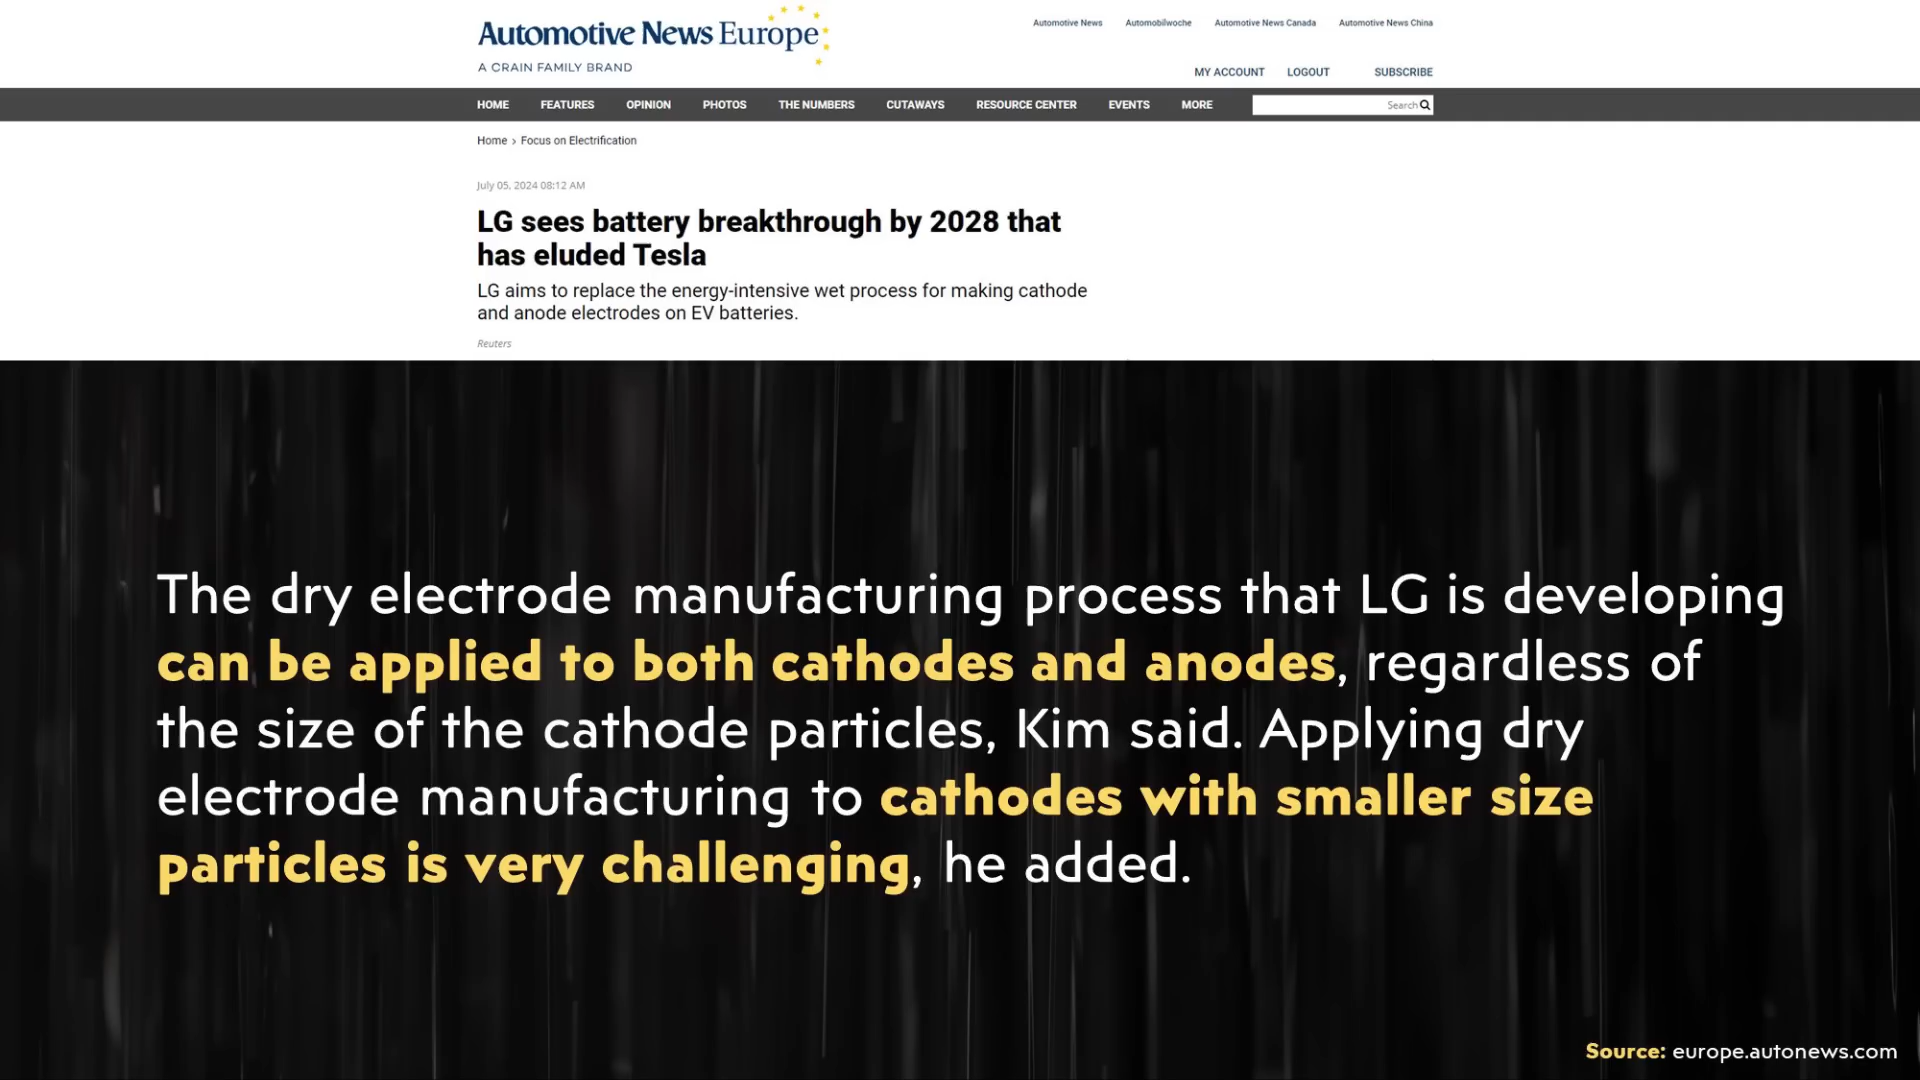 Automotive News Europe
A CRAIN FAMILY BRAND
Automotive News Automobilwoche Automotive News Canada Automotive News China
MY ACCOUNT LOGOUT SUBSCRIBE
HOME FEATURES OPINION PHOTOS THE NUMBERS CUTAWAYS RESOURCE CENTER EVENTS MORE Search
Home > Focus on Electrification
July 05, 2024 08:12 AM
LG sees battery breakthrough by 2028 that
has eluded Tesla
LG aims to replace the energy-intensive wet process for making cathode
and anode electrodes on EV batteries.
Reuters
The dry electrode manufacturing process that LG is developing
can be applied to both cathodes and anodes, regardless of
the size of the cathode particles, Kim said. Applying dry
electrode manufacturing to cathodes with smaller size
particles is very challenging, he added.
Source: europe.autonews.com